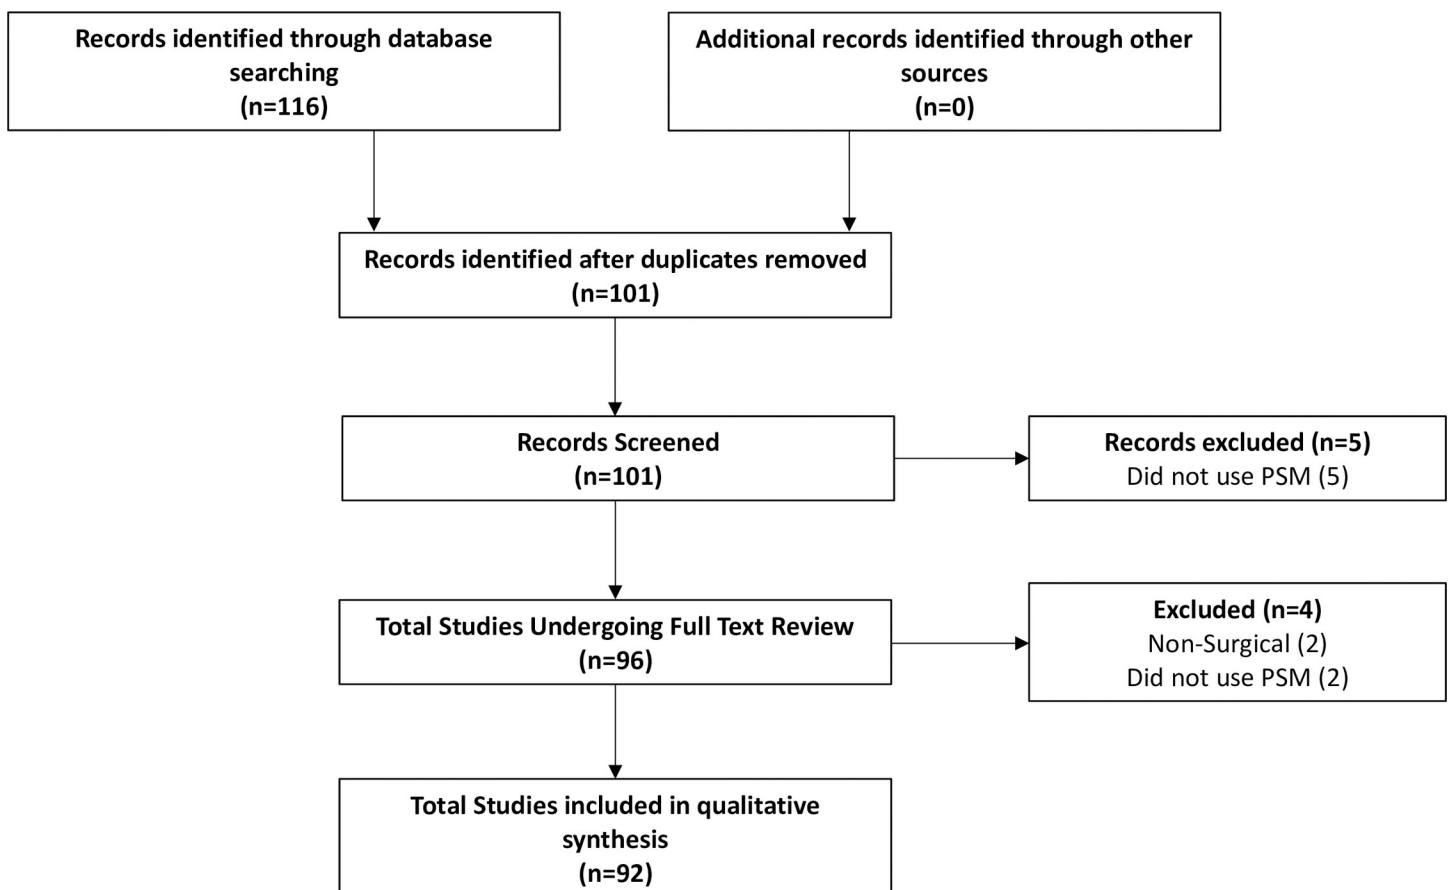 Records identified through database
searching
(n=116)
Additional records identified through other
sources
(n=0)
Records identified after duplicates removed
(n=101)
Records Screened
(n=101)
Records excluded (n=5)
Did not use PSM (5)
Total Studies Undergoing Full Text Review
(n=96)
Excluded (n=4)
Non-Surgical (2)
Did not use PSM (2)
Total Studies included in qualitative
synthesis
(n=92)